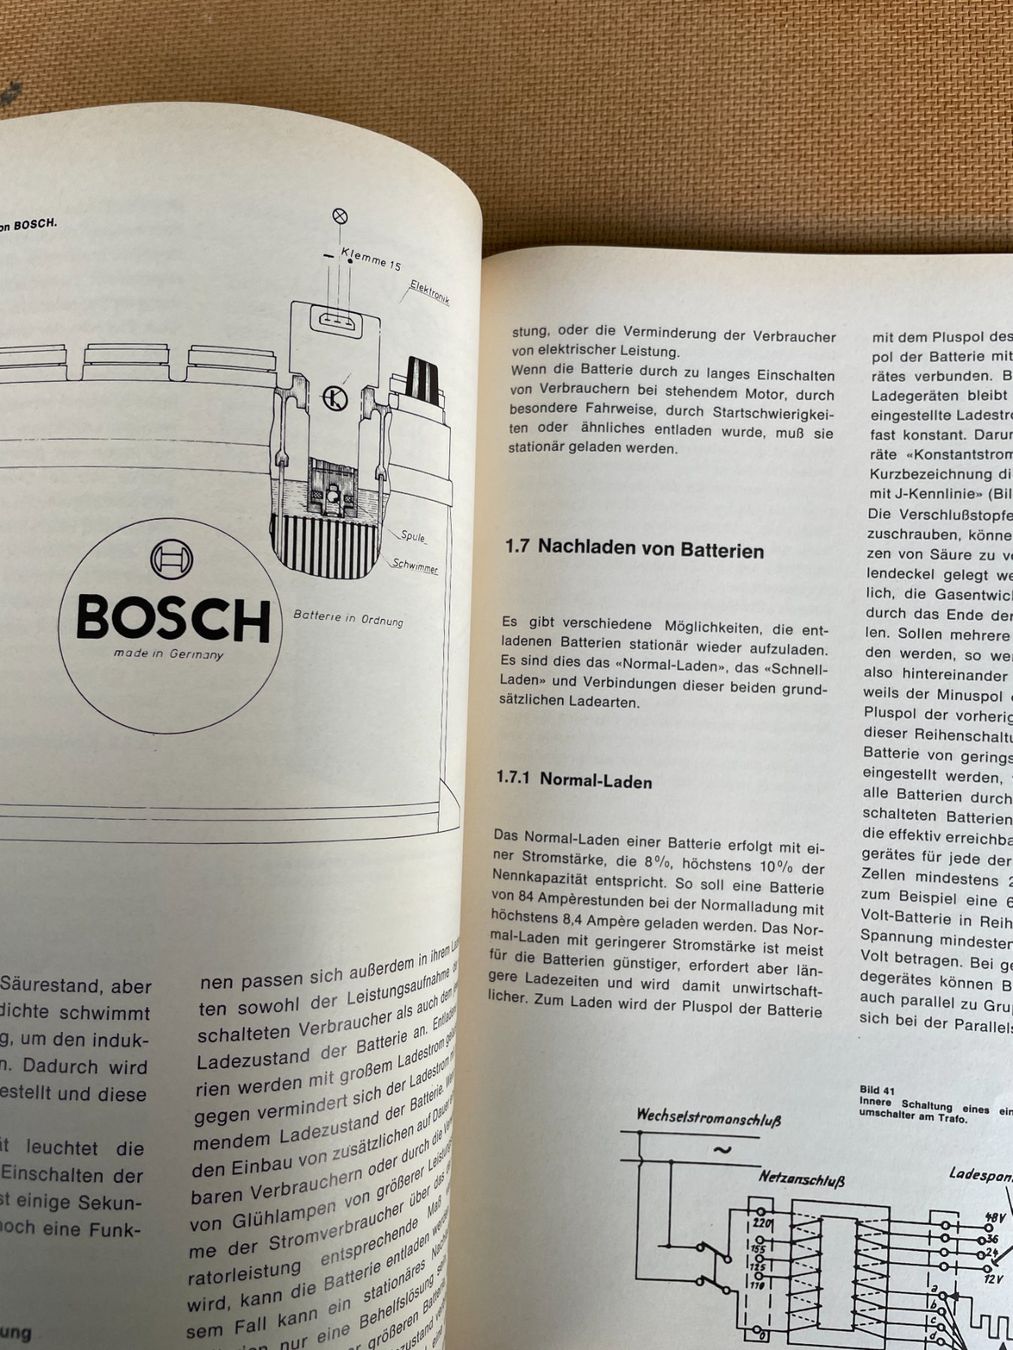 on BOSCH.
Klemme 15
Elektronik
Spule
Schwimmer
Batterie in Ordnung
BOSCH
made in Germany
Säurestand, aber
dichte schwimmt
g, um den induk-
n. Dadurch wird
estellt und diese
ät leuchtet die
Einschalten der
st einige Sekun-
noch eine Funk-
ung
nen passen sich außerdem in ihrem
ten sowohl der Leistungsaufnahme der
schalteten Verbraucher als auch dem
Ladezustand der Batterie an. Entladene
rien werden mit großem Ladestrom
gegen vermindert sich der Ladestrom
mendem Ladezustand der Batterie.
den Einbau von zusätzlichen auf Dauer
baren Verbrauchern oder durch die
von Glühlampen von größerer
me der Stromverbraucher über das
ratorleistung entsprechende Maß
wird, kann die Batterie entladen werden
sem Fall kann ein stationäres
nur eine Behelfslösung
größeren
stung, oder die Verminderung der Verbraucher
von elektrischer Leistung.
Wenn die Batterie durch zu langes Einschalten
von Verbrauchern bei stehendem Motor, durch
besondere Fahrweise, durch Startschwierigkei-
ten oder ähnliches entladen wurde, muß sie
stationär geladen werden.
1.7 Nachladen von Batterien
Es gibt verschiedene Möglichkeiten, die ent-
ladenen Batterien stationär wieder aufzuladen.
Es sind dies das «Normal-Laden», das «Schnell-
Laden» und Verbindungen dieser beiden grund-
sätzlichen Ladearten.
1.7.1 Normal-Laden
Das Normal-Laden einer Batterie erfolgt mit ei-
ner Stromstärke, die 8%, höchstens 10% der
Nennkapazität entspricht. So soll eine Batterie
von 84 Ampèrestunden bei der Normalladung mit
höchstens 8,4 Ampère geladen werden. Das Nor-
mal-Laden mit geringerer Stromstärke ist meist
für die Batterien günstiger, erfordert aber län-
gere Ladezeiten und wird damit unwirtschaft-
licher. Zum Laden wird der Pluspol der Batterie
mit dem Pluspol des
pol der Batterie mit
rätes verbunden. B
Ladegeräten bleibt
eingestellte Ladestro
fast konstant. Darum
räte «Konstantstrom
Kurzbezeichnung di
mit J-Kennlinie» (Bil
Die Verschlußstopfe
zuschrauben, könne
zen von Säure zu ve
lendeckel gelegt we
lich, die Gasentwick
durch das Ende der
len. Sollen mehrere
den werden, so wer
also hintereinander
weils der Minuspol
Pluspol der vorherig
dieser Reihenschaltu
Batterie von gerings
eingestellt werden,
alle Batterien durch
schalteten Batterien
die effektiv erreichba
gerätes für jede der
Zellen mindestens 2
zum Beispiel eine 6
Volt-Batterie in Reih
Spannung mindesten
Volt betragen. Bei ge
degerätes können B
auch parallel zu Gru
sich bei der Parallels
Bild 41
Innere Schaltung eines ein
umschalter am Trafo.
Wechselstromanschluß
~
Netzanschluß
Ladespan
220
155
125
110
0
48V
36
24
12V
a
b
c
d